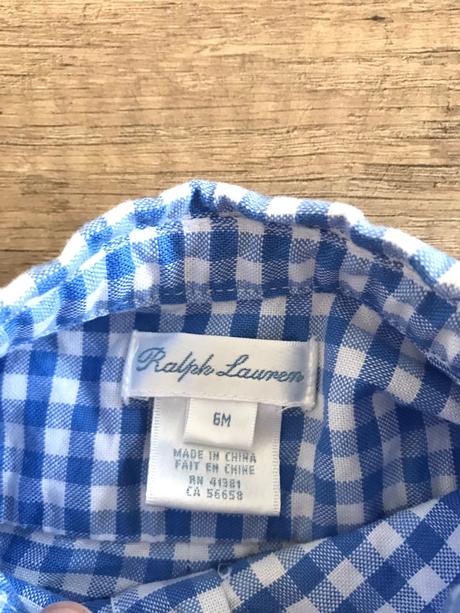 Ralph Lauren
6M
MADE IN CHINA
FAIT EN CHINE
RN 41381
CA 56658